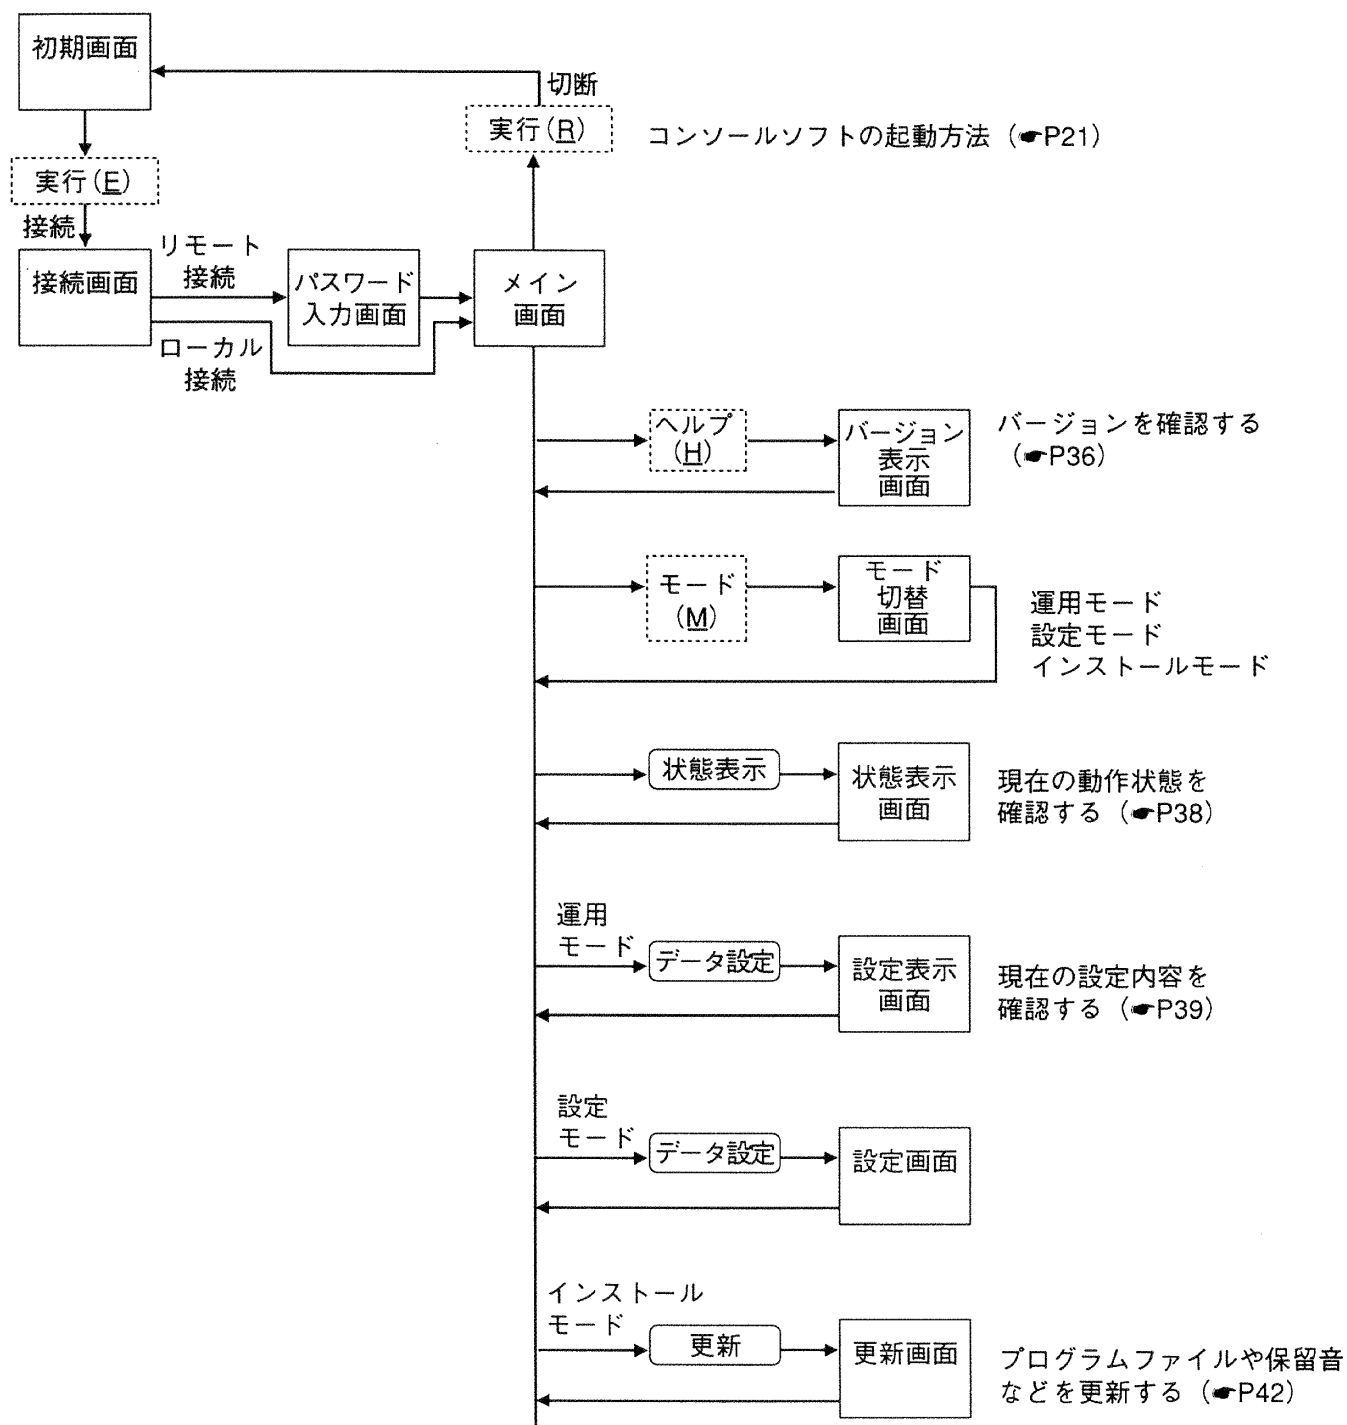 初期画面
切断
実行(R)
コンソールソフトの起動方法（☛P21）
実行(E)
接続
接続画面
リモート
接続
パスワード
入力画面
メイン
画面
ローカル
接続
ヘルプ
(H)
バージョン
表示
画面
バージョンを確認する
（☛P36）
モード
(M)
モード
切替
画面
運用モード
設定モード
インストールモード
状態表示
状態表示
画面
現在の動作状態を
確認する（☛P38）
運用
モード
データ設定
設定表示
画面
現在の設定内容を
確認する（☛P39）
設定
モード
データ設定
設定画面
インストール
モード
更新
更新画面
プログラムファイルや保留音
などを更新する（☛P42）